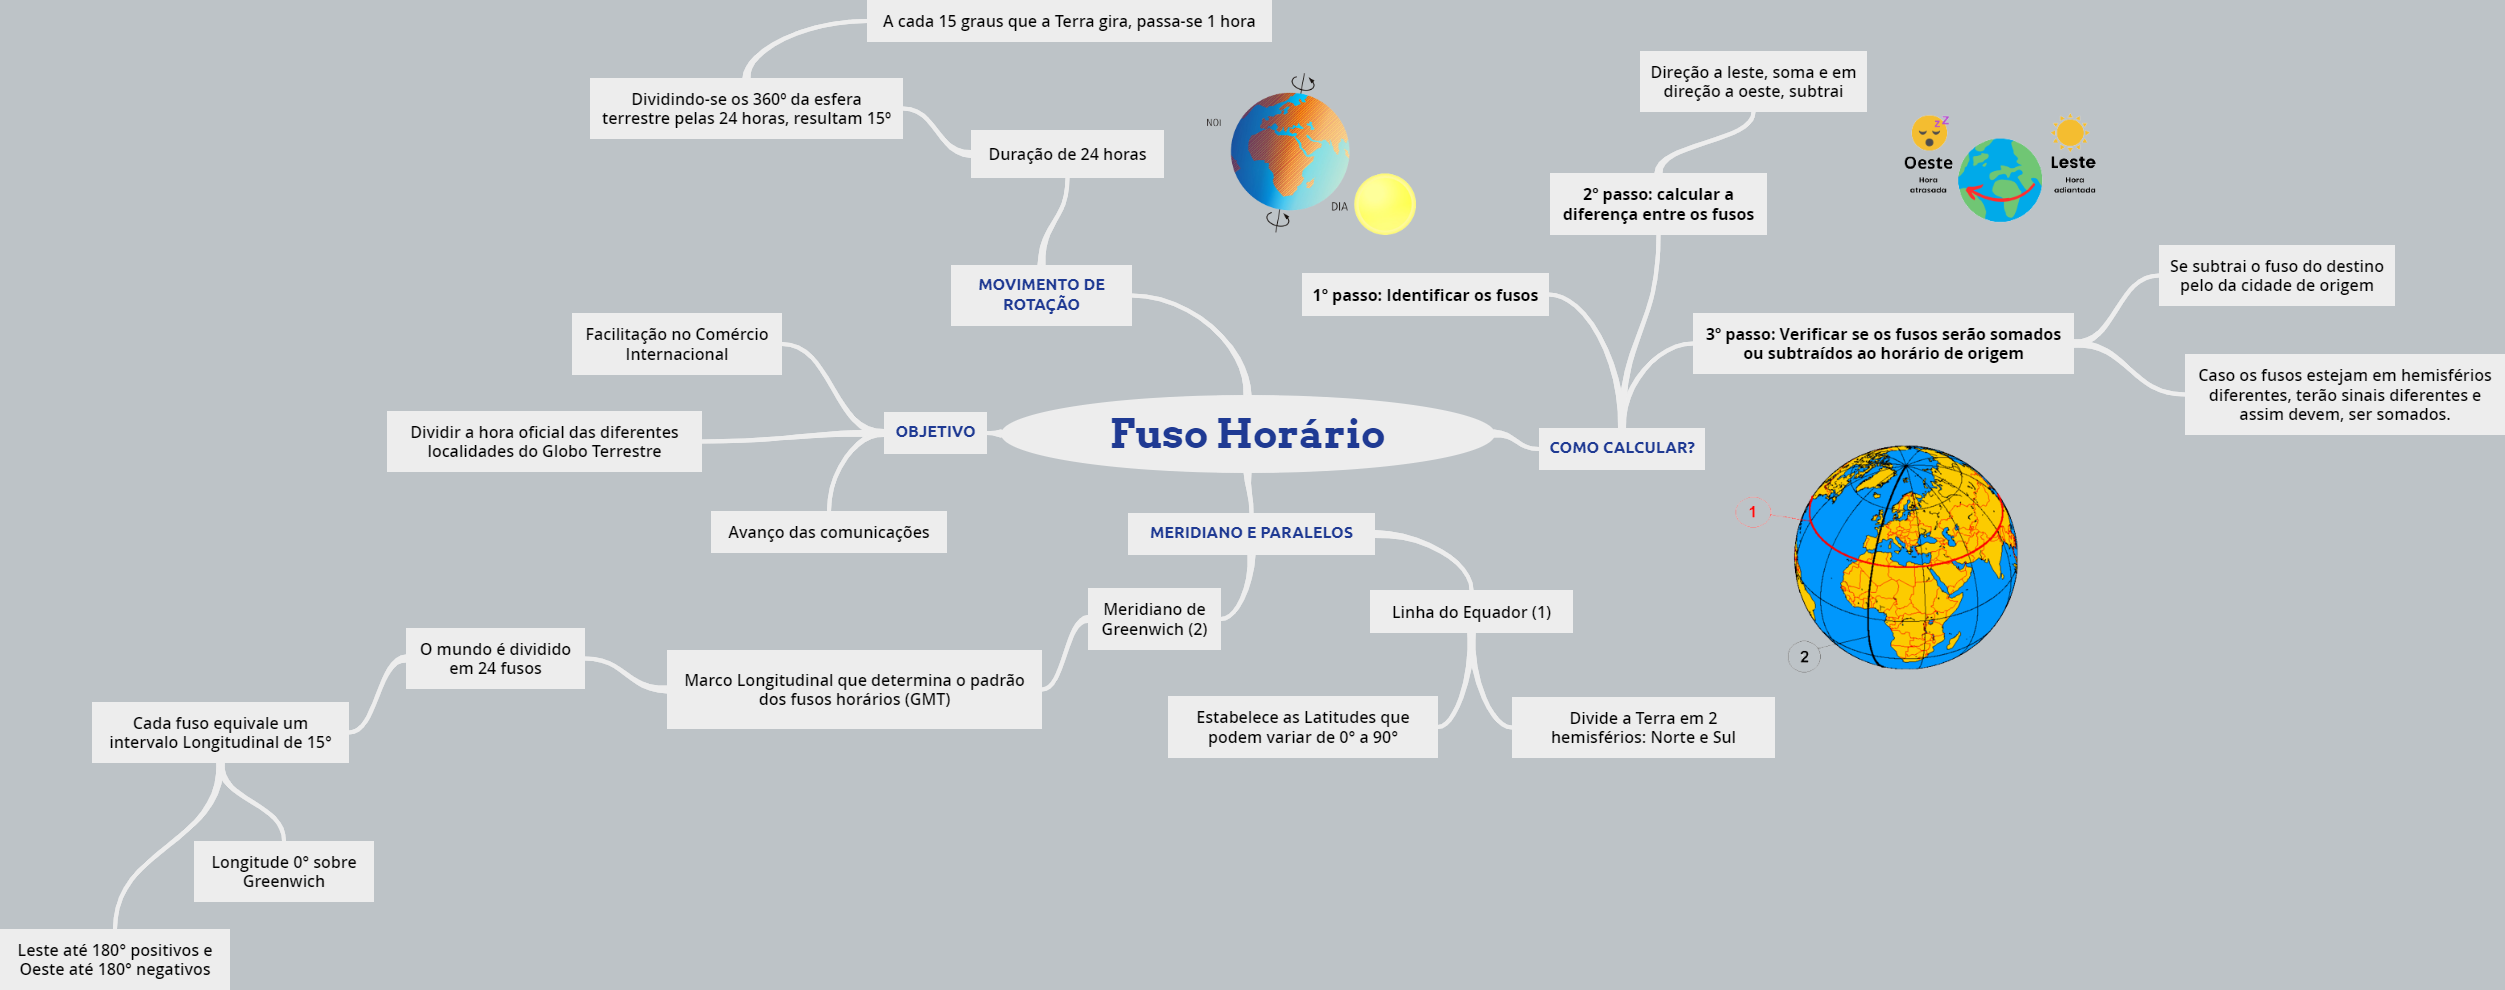 A cada 15 graus que a Terra gira, passa-se 1 hora
Dividindo-se os 360º da esfera
terrestre pelas 24 horas, resultam 15º
Duração de 24 horas
MOVIMENTO DE
ROTAÇÃO
NOI
DIA
Direção a leste, soma e em
direção a oeste, subtrai
2º passo: calcular a
diferença entre os fusos
1º passo: Identificar os fusos
3º passo: Verificar se os fusos serão somados
ou subtraídos ao horário de origem
Se subtrai o fuso do destino
pelo da cidade de origem
Caso os fusos estejam em hemisférios
diferentes, terão sinais diferentes e
assim devem, ser somados.
COMO CALCULAR?
z Z
Oeste
Hora
atrasada
Leste
Hora
adiantada
Fuso Horário
OBJETIVO
Facilitação no Comércio
Internacional
Dividir a hora oficial das diferentes
localidades do Globo Terrestre
Avanço das comunicações
MERIDIANO E PARALELOS
Meridiano de
Greenwich (2)
Linha do Equador (1)
Marco Longitudinal que determina o padrão
dos fusos horários (GMT)
O mundo é dividido
em 24 fusos
Cada fuso equivale um
intervalo Longitudinal de 15°
Longitude 0° sobre
Greenwich
Leste até 180° positivos e
Oeste até 180° negativos
Estabelece as Latitudes que
podem variar de 0° a 90°
Divide a Terra em 2
hemisférios: Norte e Sul
1
2